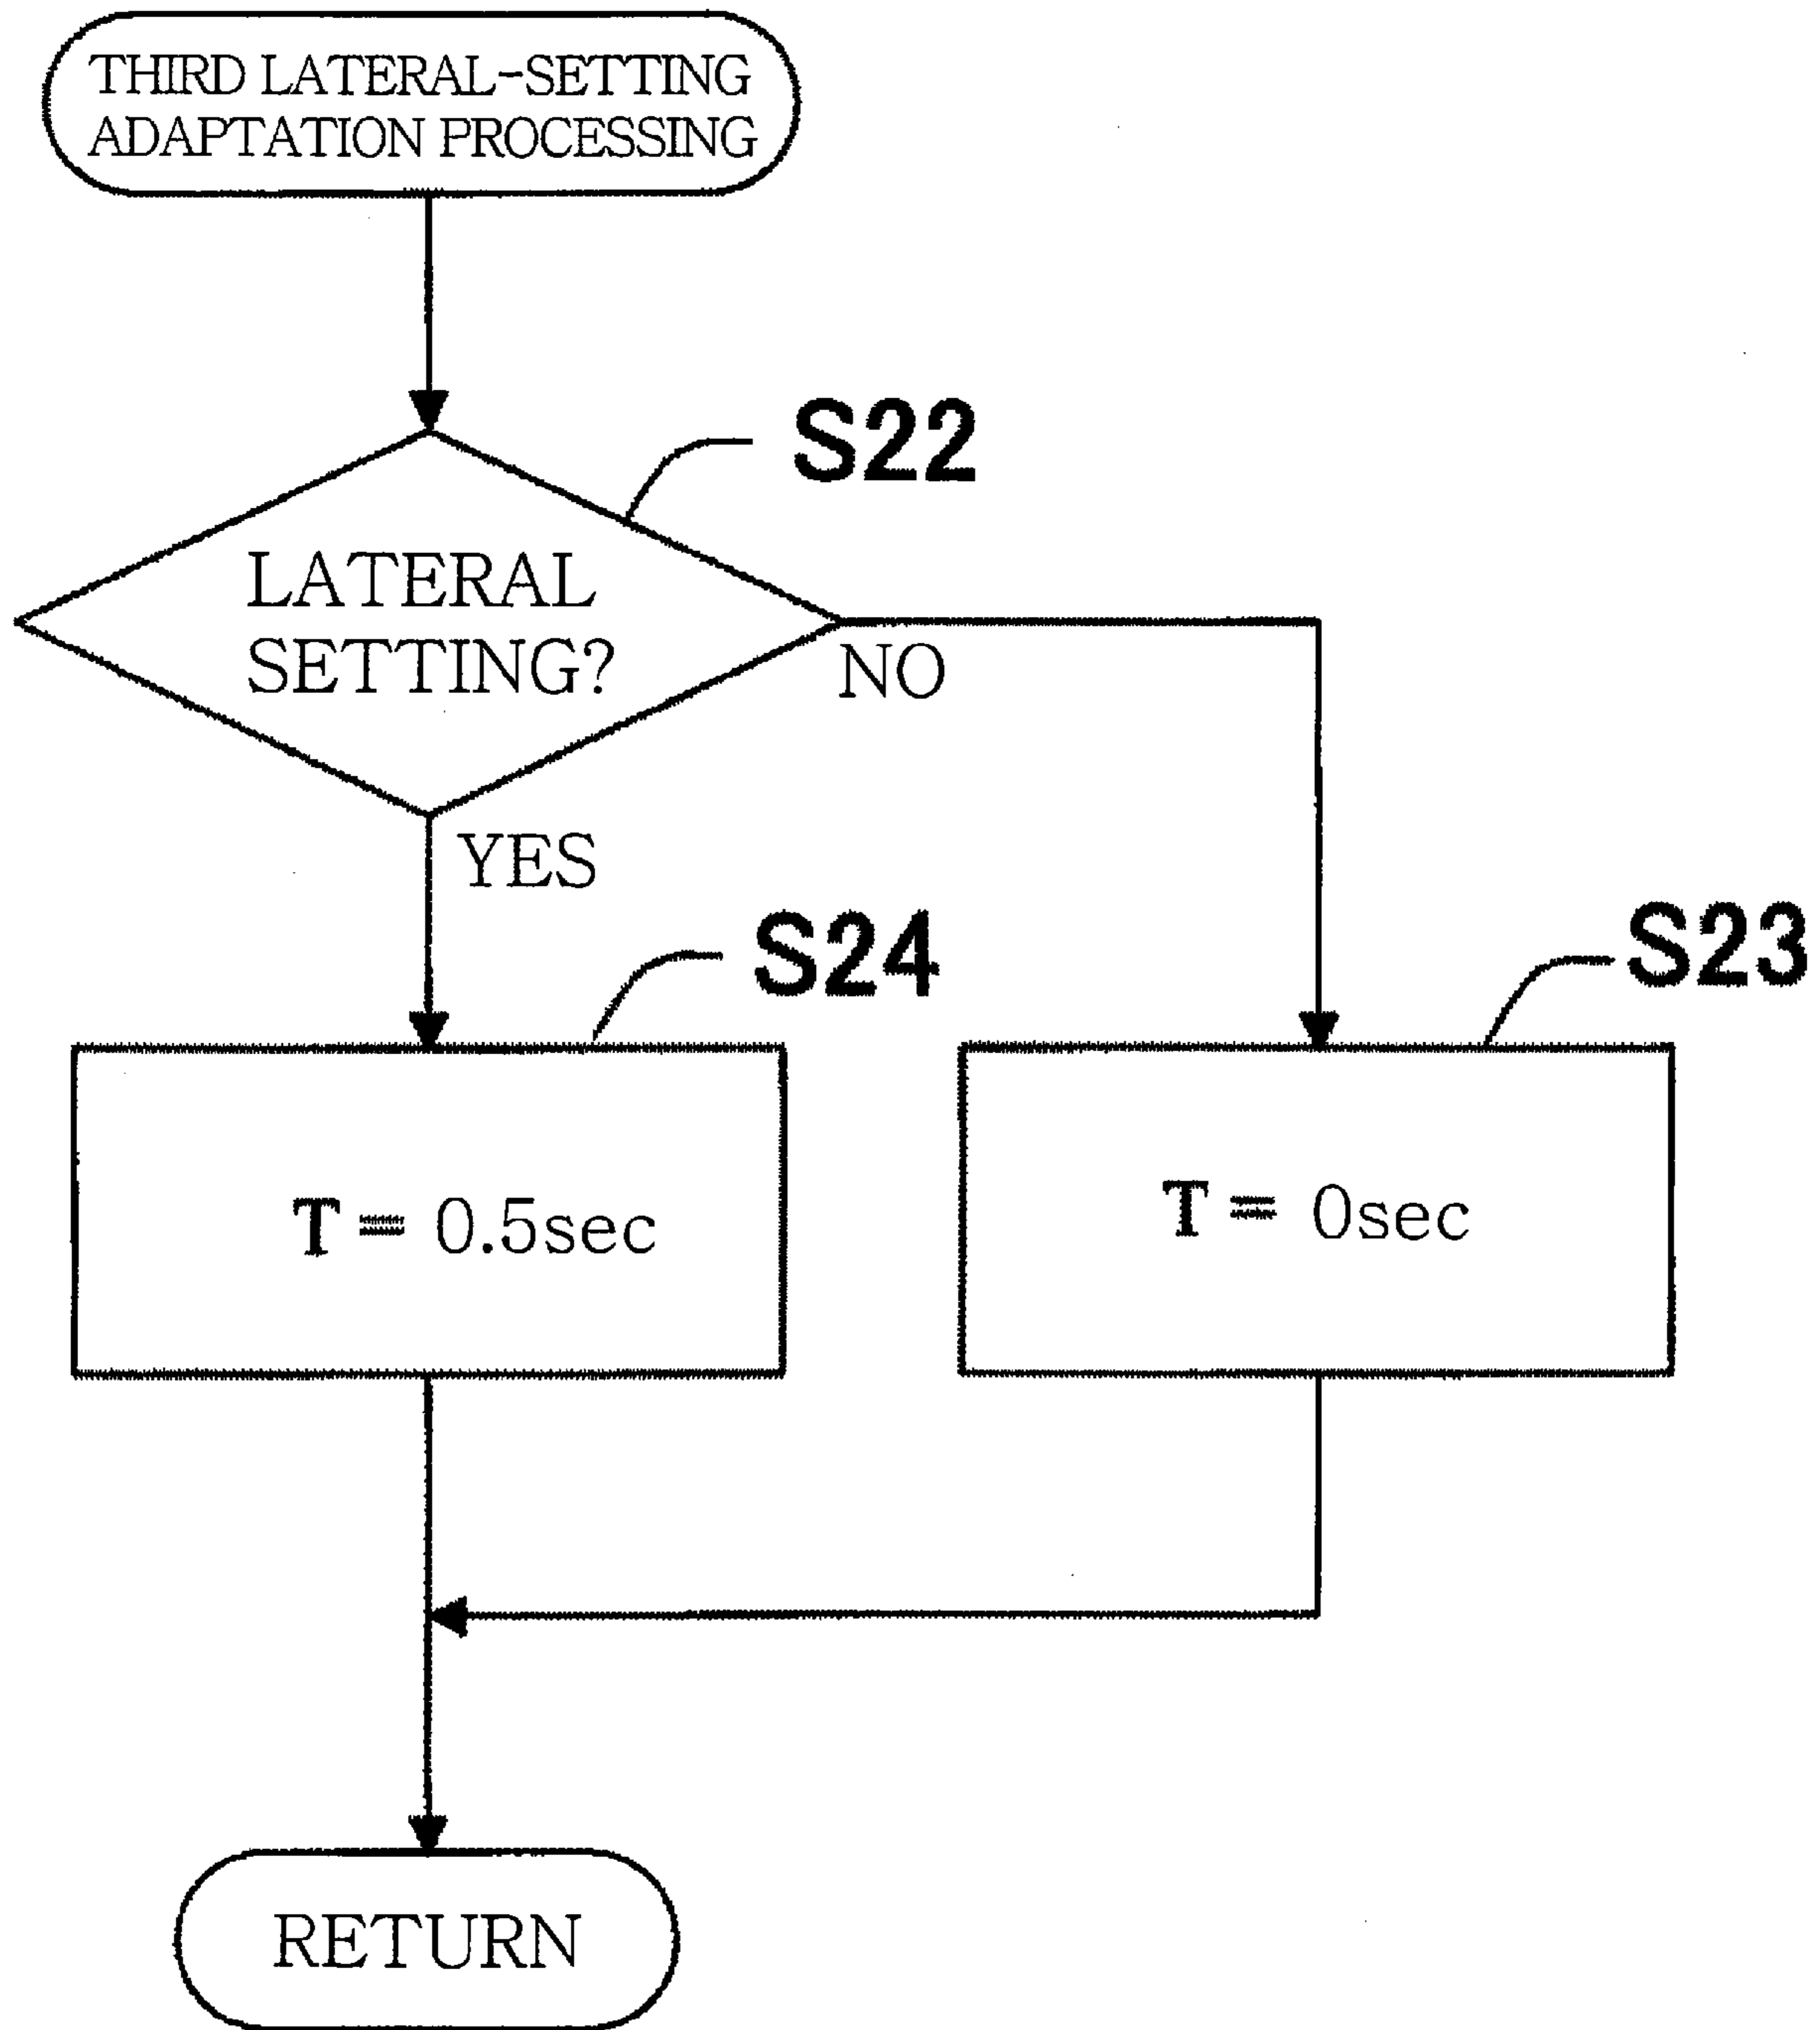 THIRD LATERAL-SETTING
ADAPTATION PROCESSING
S22
LATERAL
SETTING?
NO
YES
S24
S23
T = 0.5sec
T = 0sec
RETURN